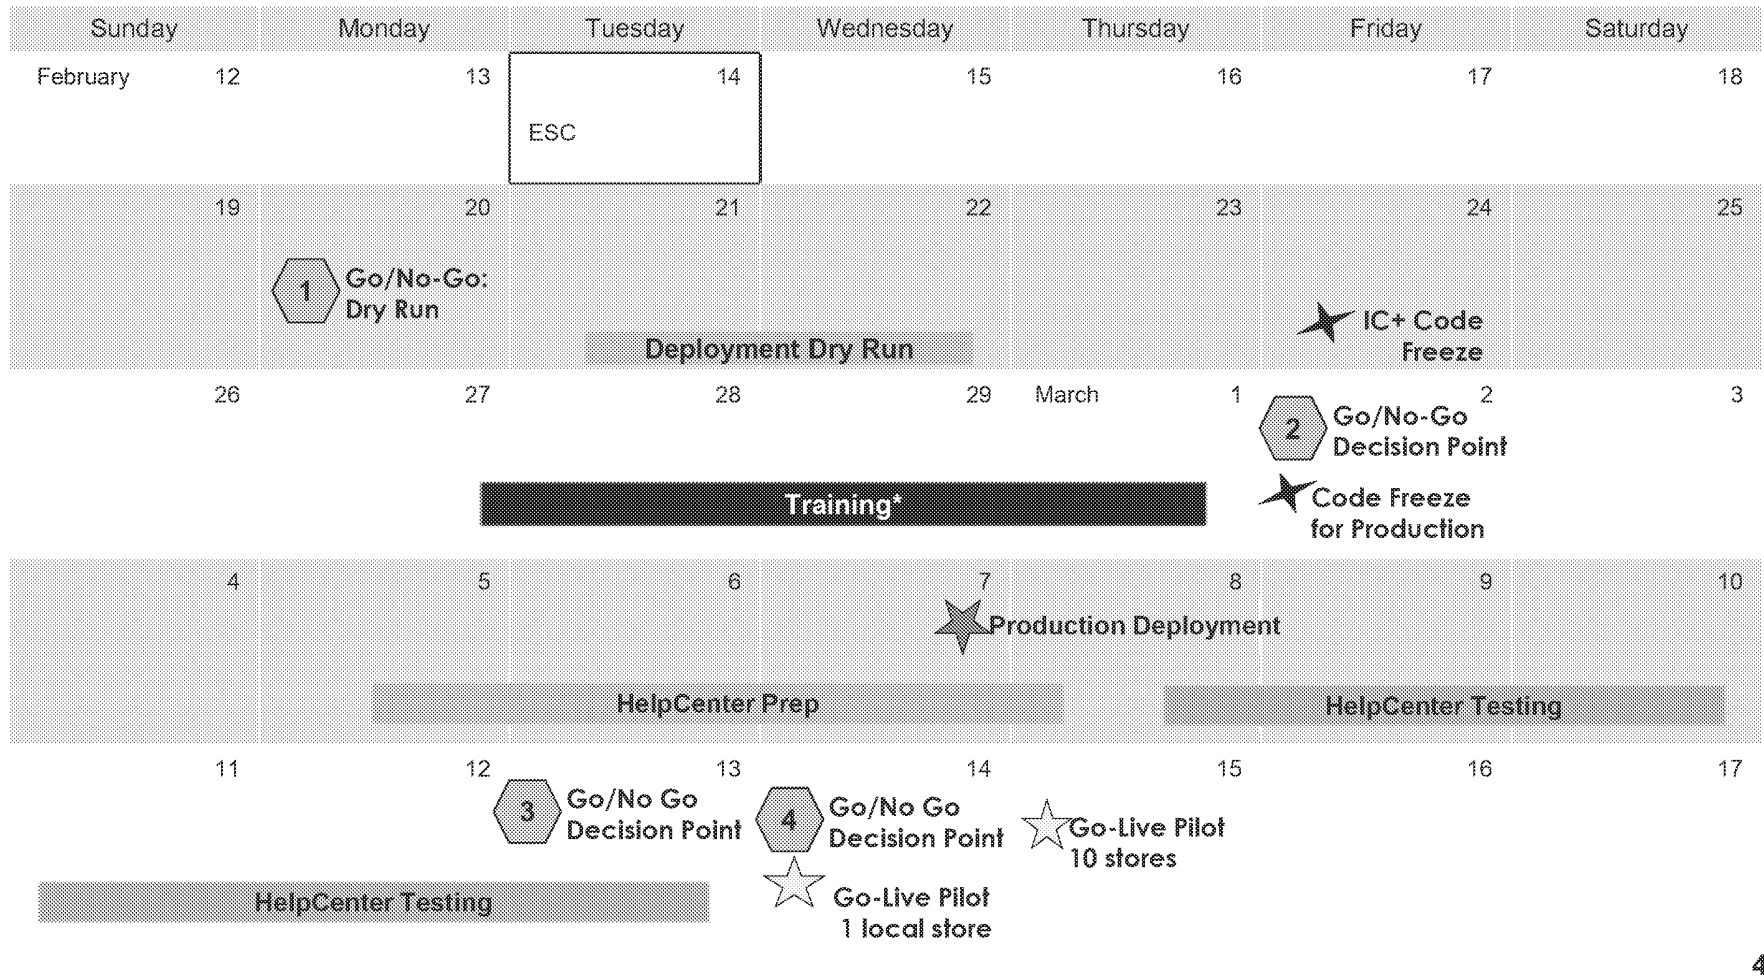 Sunday Monday Tuesday Wednesday Thursday Friday Saturday
February 12 13 14 15 16 17 18
ESC
19 20 21 22 23 24 25
1 Go/No-Go:
Dry Run
IC+ Code
Freeze
Deployment Dry Run
26 27 28 29 March 1 2 3
2 Go/No-Go
Decision Point
Training*
Code Freeze
for Production
4 5 6 7 8 9 10
Production Deployment
HelpCenter Prep HelpCenter Testing
11 12 13 14 15 16 17
3 Go/No Go
Decision Point
4 Go/No Go
Decision Point
Go-Live Pilot
10 stores
Go-Live Pilot
1 local store
HelpCenter Testing
4